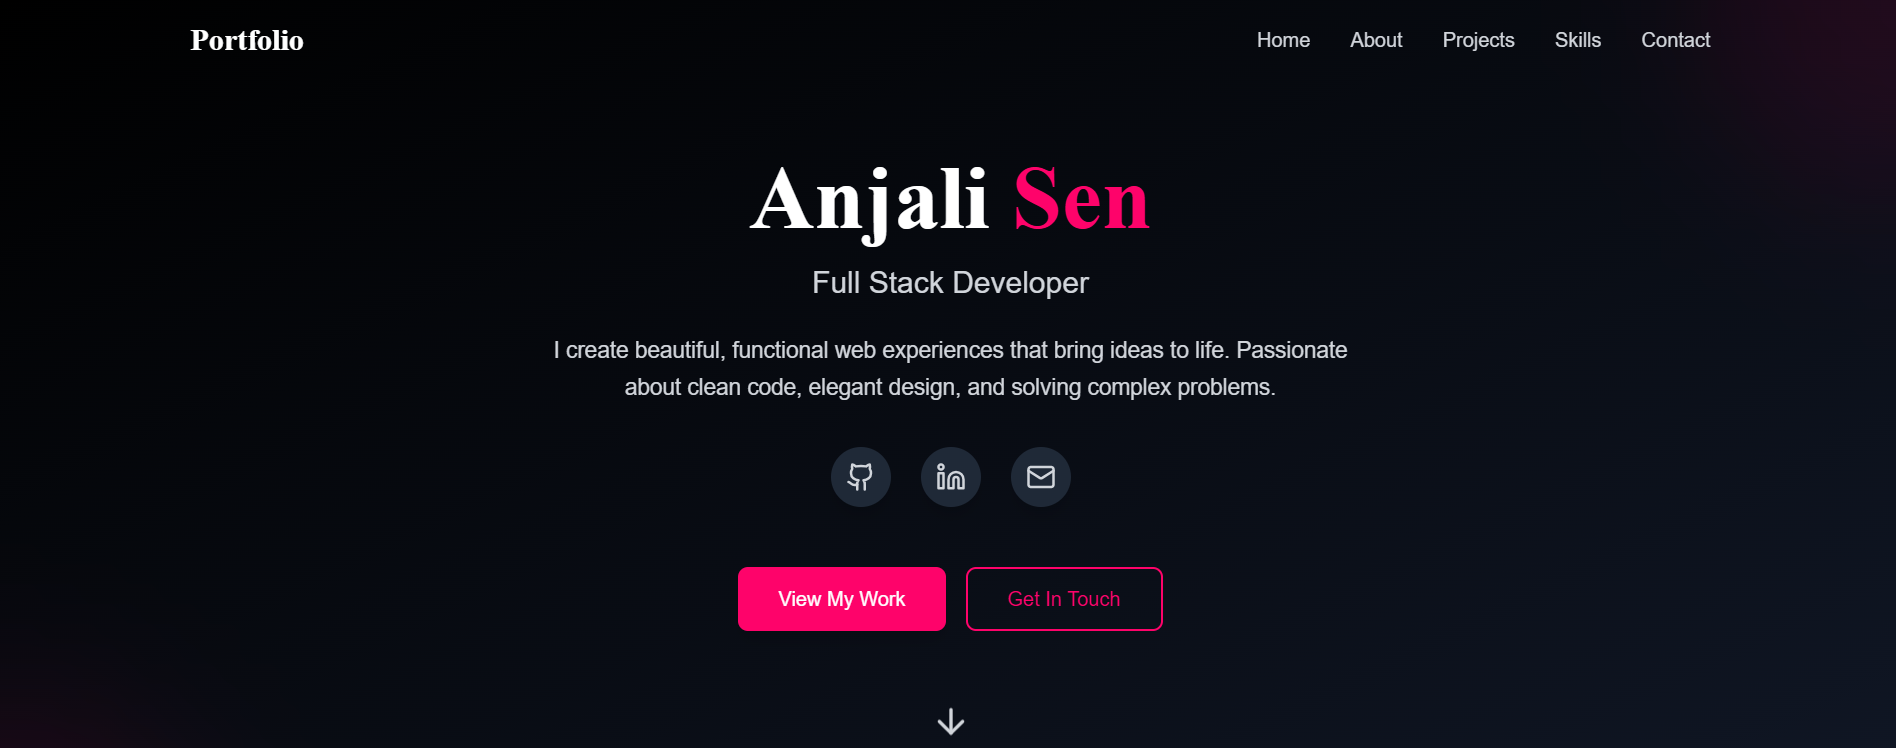 Portfolio
Home About Projects Skills Contact
Anjali Sen
Full Stack Developer
I create beautiful, functional web experiences that bring ideas to life. Passionate
about clean code, elegant design, and solving complex problems.
View My Work
Get In Touch